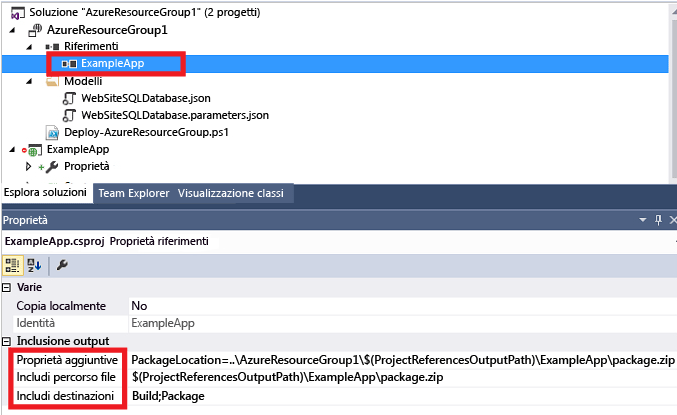 Soluzione "AzureResourceGroup1" (2 progetti)
AzureResourceGroup1
Riferimenti
ExampleApp
Modelli
WebSiteSQLDatabase.json
WebSiteSQLDatabase.parameters.json
Deploy-AzureResourceGroup.ps1
ExampleApp
Proprietà
Esplora soluzioni Team Explorer Visualizzazione classi
Proprietà
ExampleApp.csproj Proprietà riferimenti
Varie
Copia localmente No
Identità ExampleApp
Inclusione output
Proprietà aggiuntive PackageLocation=..\AzureResourceGroup1\$(ProjectReferencesOutputPath)\ExampleApp\package.zip
Includi percorso file $(ProjectReferencesOutputPath)\ExampleApp\package.zip
Includi destinazioni Build;Package